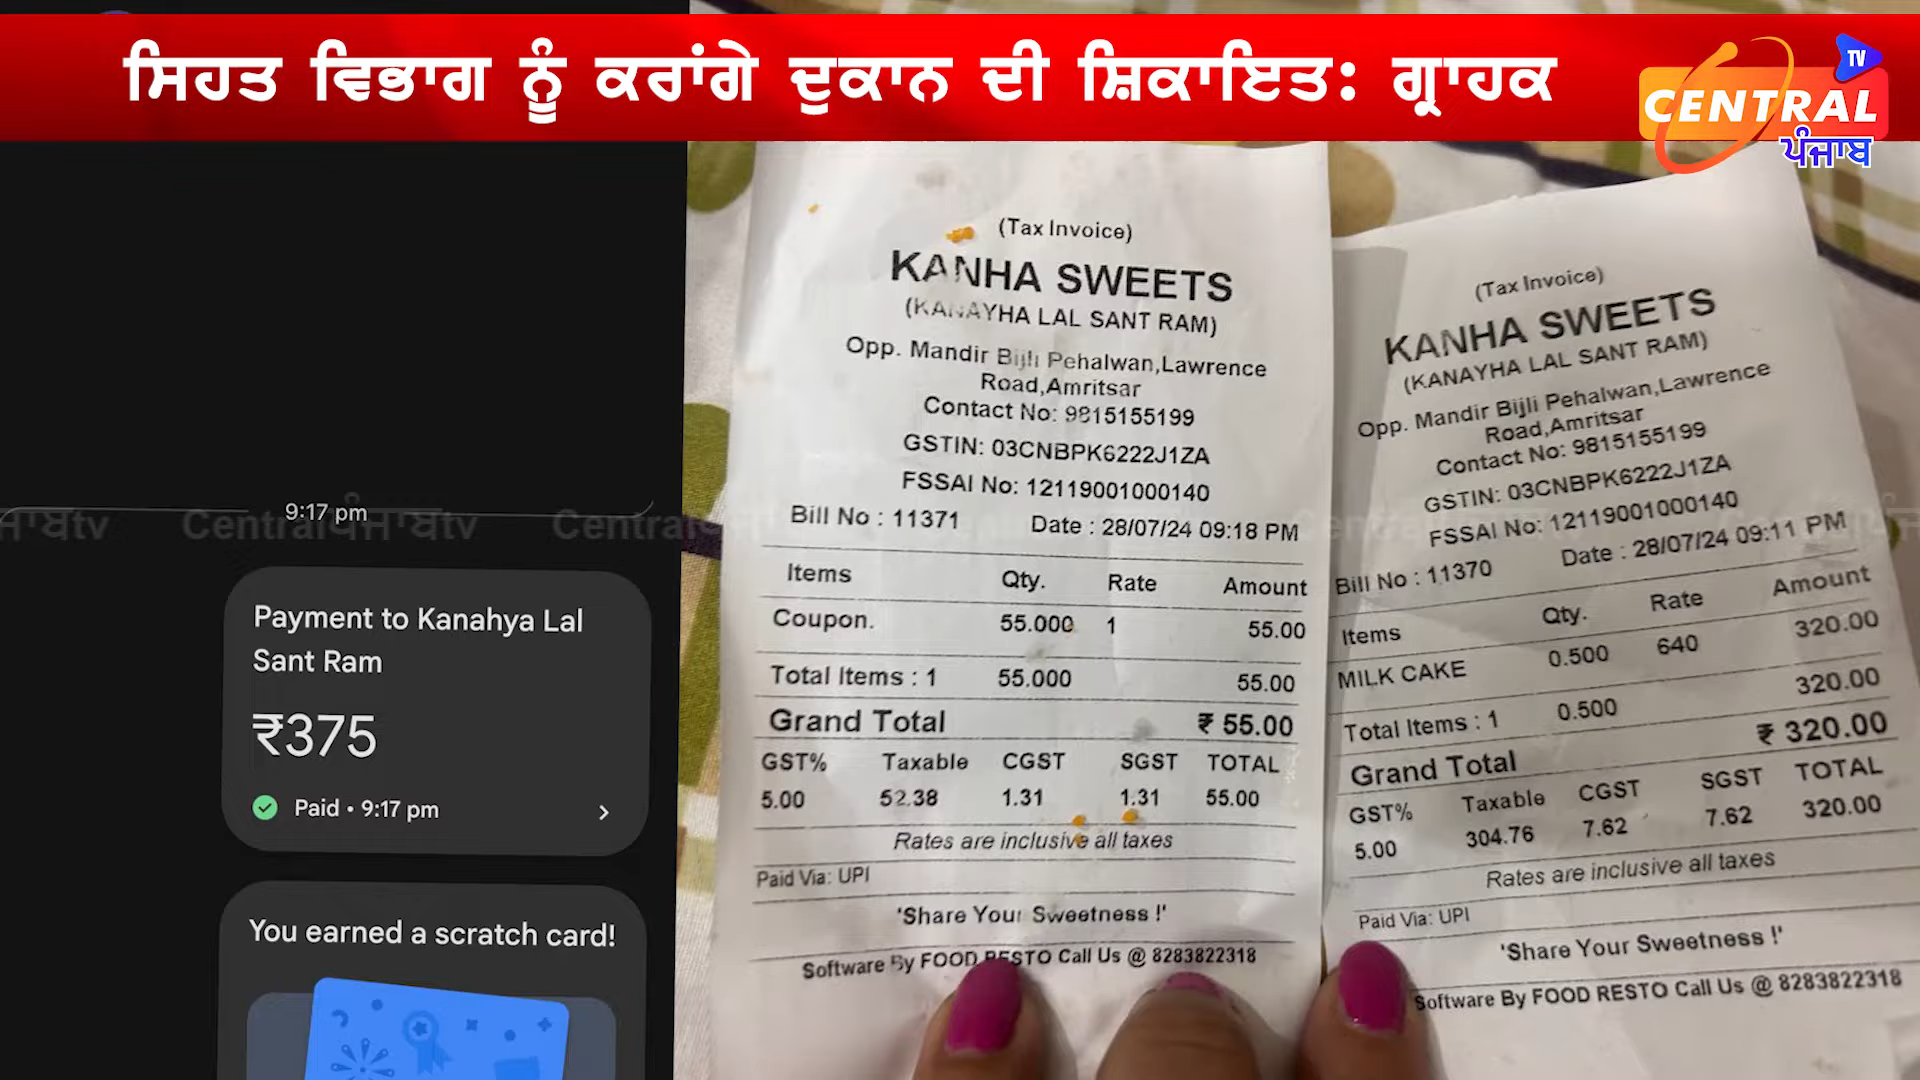 ਸਿਹਤ ਵਿਭਾਗ ਨੂੰ ਕਰਾਂਗੇ ਦੁਕਾਨ ਦੀ ਸ਼ਿਕਾਇਤ: ਗ੍ਰਾਹਕ
TV
CENTRAL
ਪੰਜਾਬ
9:17 pm
Centralਪੰਜਾਬtv
Payment to Kanahya Lal
Sant Ram
₹375
Paid • 9:17 pm
You earned a scratch card!
(Tax Invoice)
KANHA SWEETS
(KANAYHA LAL SANT RAM)
Opp. Mandir Bijli Pehalwan,Lawrence
Road,Amritsar
Contact No: 9815155199
GSTIN: 03CNBPK6222J1ZA
FSSAI No: 12119001000140
Bill No : 11371 Date : 28/07/24 09:18 PM
Items Qty. Rate Amount
Coupon. 55.000 1 55.00
Total Items : 1 55.000 55.00
Grand Total ₹ 55.00
GST% Taxable CGST SGST TOTAL
5.00 52.38 1.31 1.31 55.00
Rates are inclusive all taxes
Paid Via: UPI
'Share Your Sweetness !'
Software By FOOD RESTO Call Us @ 8283822318
(Tax Invoice)
KANHA SWEETS
(KANAYHA LAL SANT RAM)
Opp. Mandir Bijli Pehalwan,Lawrence
Road,Amritsar
Contact No: 9815155199
GSTIN: 03CNBPK6222J1ZA
FSSAI No: 12119001000140
Bill No : 11370 Date : 28/07/24 09:11 PM
Items Qty. Rate Amount
MILK CAKE 0.500 640 320.00
Total Items : 1 0.500 320.00
Grand Total ₹ 320.00
GST% Taxable CGST SGST TOTAL
5.00 304.76 7.62 7.62 320.00
Rates are inclusive all taxes
Paid Via: UPI
'Share Your Sweetness !'
Software By FOOD RESTO Call Us @ 8283822318